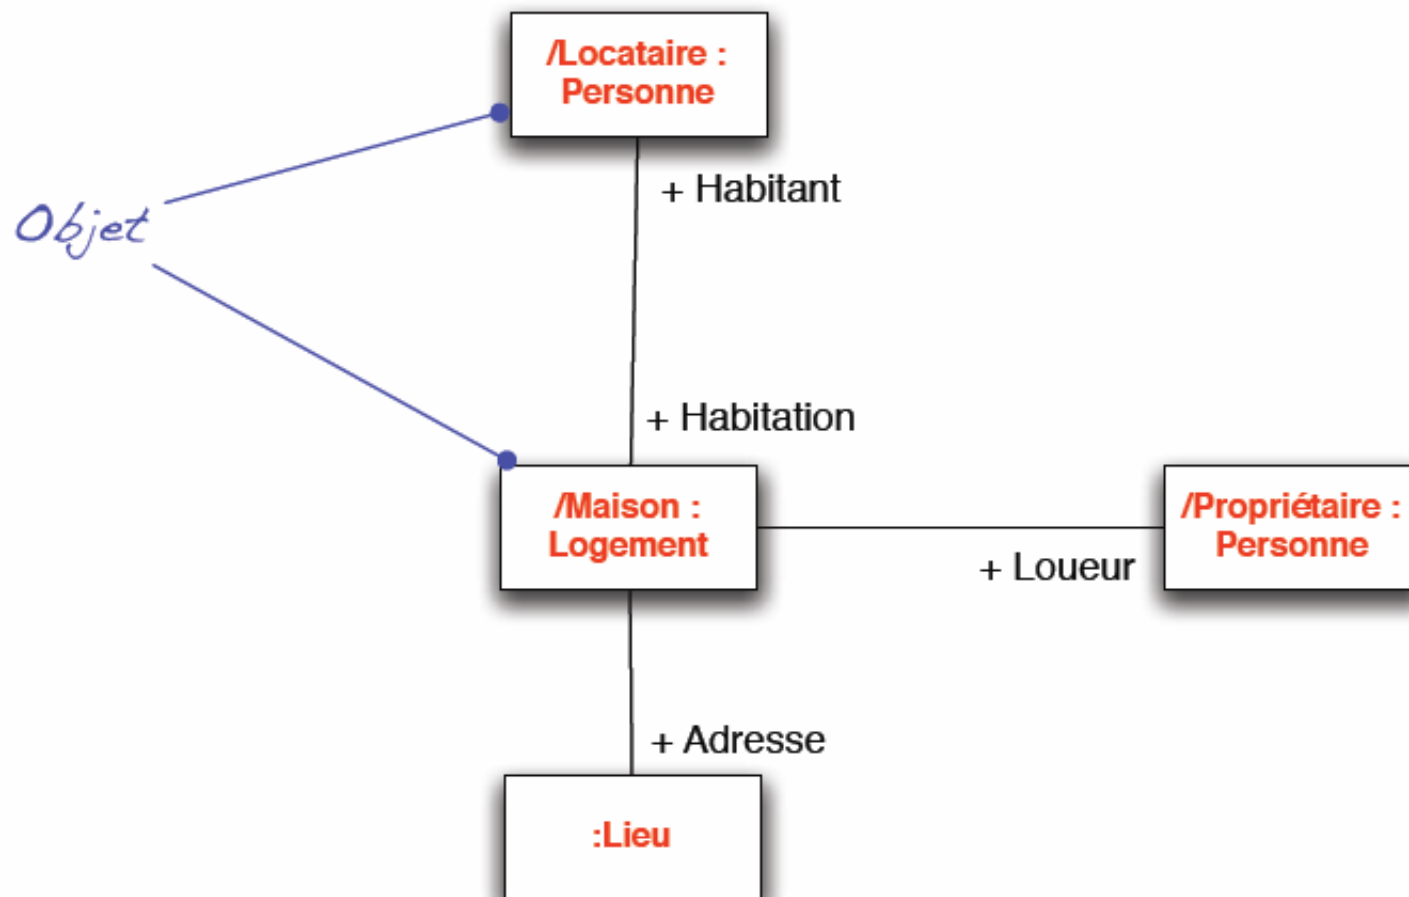 /Locataire :
Personne
+ Habitant
Objet
+ Habitation
/Maison :
Logement
/Propriétaire :
Personne
+ Loueur
+ Adresse
:Lieu